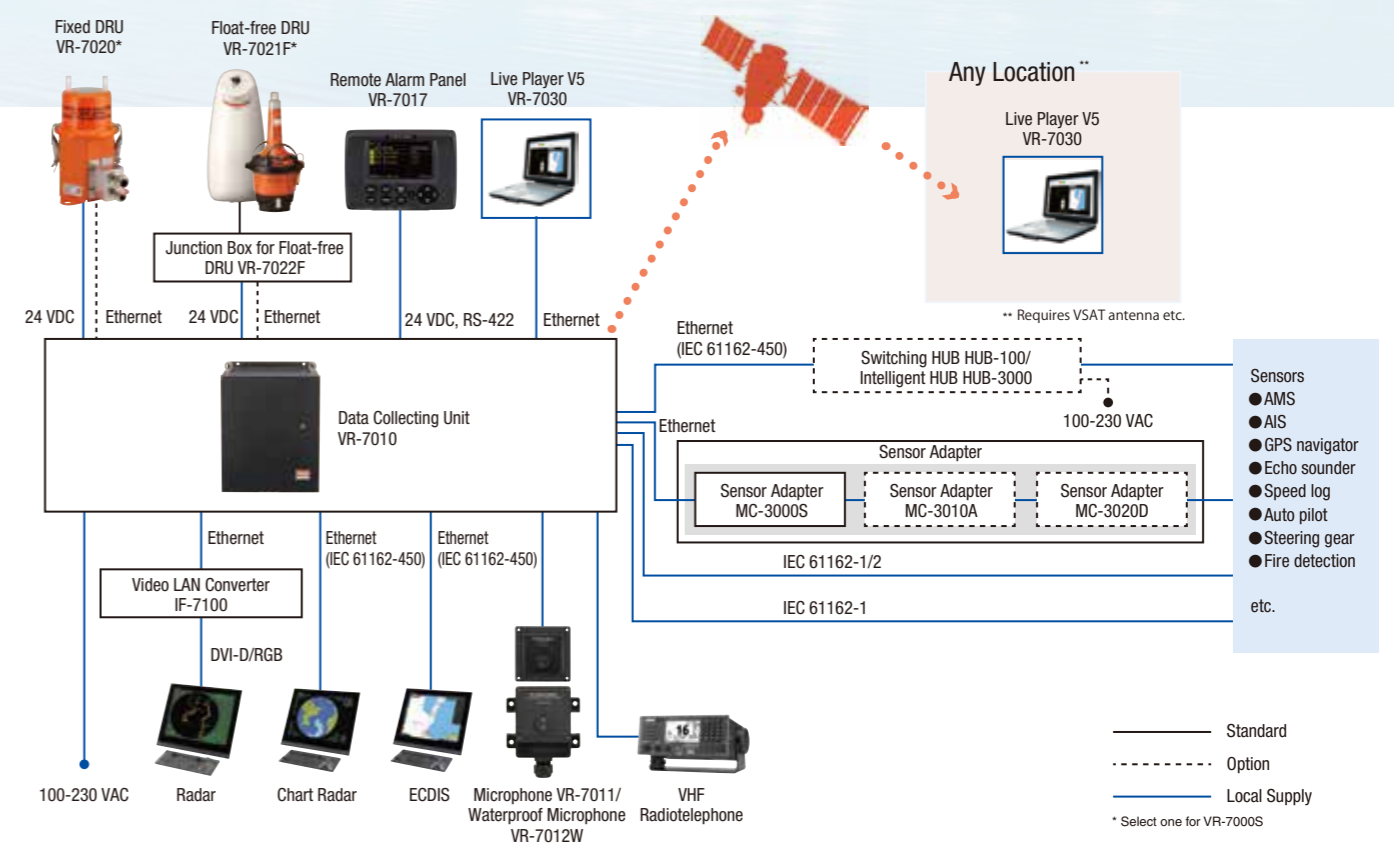 Fixed DRU
VR-7020*
Float-free DRU
VR-7021F*
Remote Alarm Panel
VR-7017
Live Player V5
VR-7030
Any Location **
Live Player V5
VR-7030
** Requires VSAT antenna etc.
Junction Box for Float-free
DRU VR-7022F
24 VDC
Ethernet
24 VDC
Ethernet
24 VDC, RS-422
Ethernet
Data Collecting Unit
VR-7010
Ethernet
(IEC 61162-450)
Switching HUB HUB-100/
Intelligent HUB HUB-3000
100-230 VAC
Ethernet
Sensor Adapter
Sensor Adapter
MC-3000S
Sensor Adapter
MC-3010A
Sensor Adapter
MC-3020D
IEC 61162-1/2
IEC 61162-1
Sensors
●AMS
●AIS
●GPS navigator
●Echo sounder
●Speed log
●Auto pilot
●Steering gear
●Fire detection
etc.
Ethernet
Ethernet
(IEC 61162-450)
Ethernet
(IEC 61162-450)
Video LAN Converter
IF-7100
DVI-D/RGB
16
100-230 VAC
Radar
Chart Radar
ECDIS
Microphone VR-7011/
Waterproof Microphone
VR-7012W
VHF
Radiotelephone
Standard
Option
Local Supply
* Select one for VR-7000S